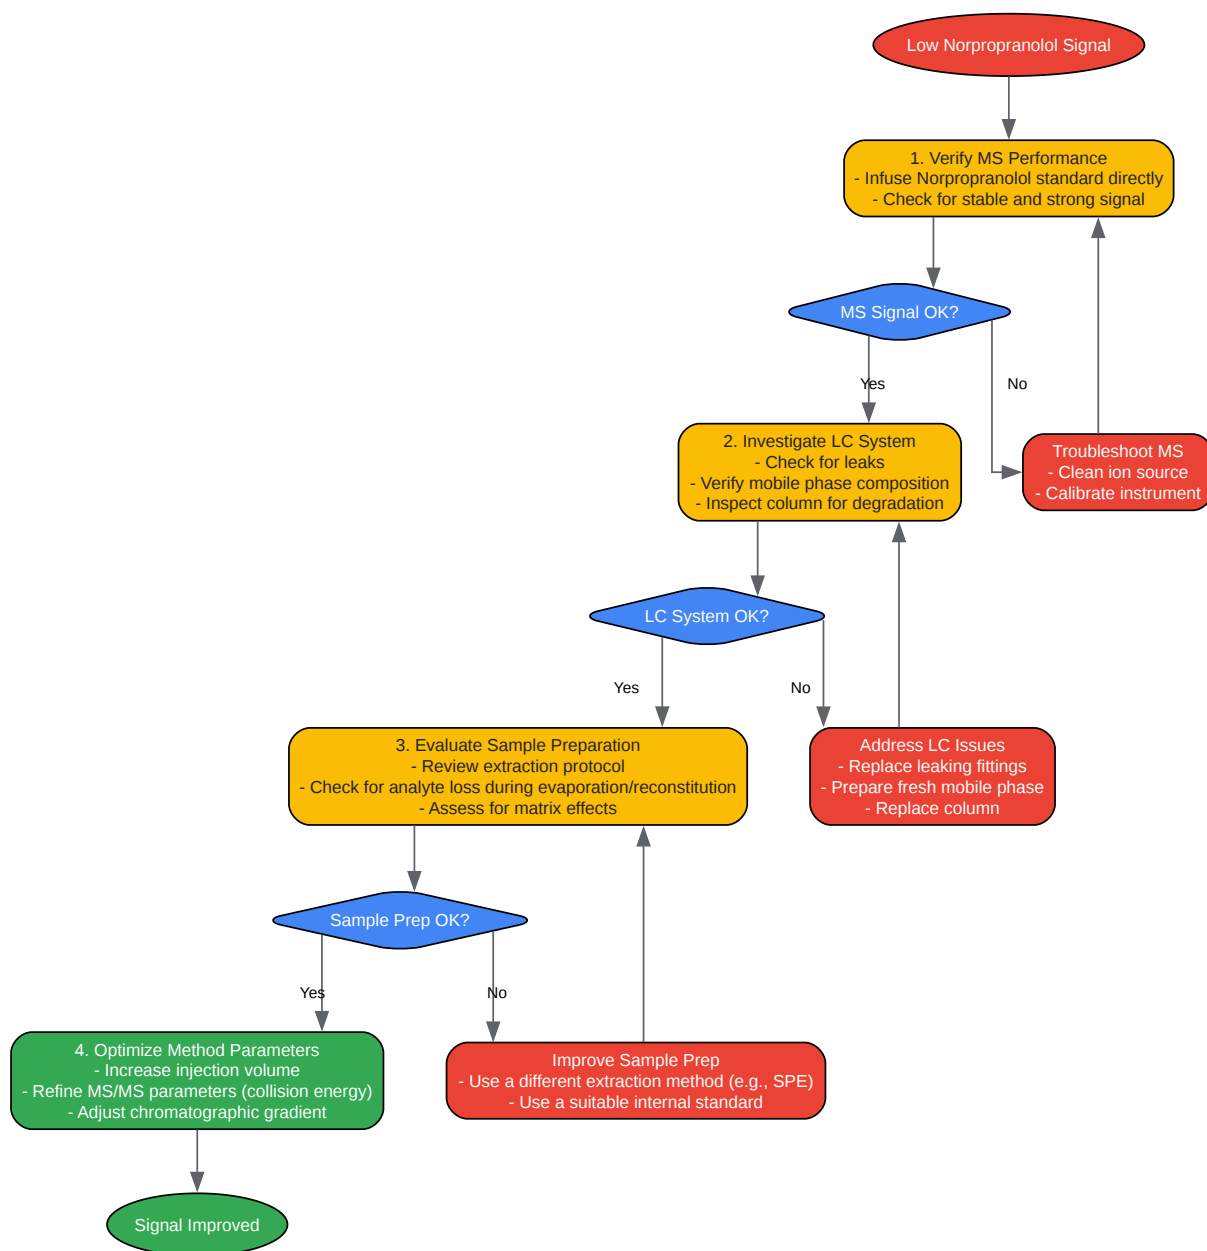 Low Norpropranolol Signal
1. Verify MS Performance
- Infuse Norpropranolol standard directly
- Check for stable and strong signal
MS Signal OK?
Yes
No
2. Investigate LC System
- Check for leaks
- Verify mobile phase composition
- Inspect column for degradation
Troubleshoot MS
- Clean ion source
- Calibrate instrument
LC System OK?
Yes
No
3. Evaluate Sample Preparation
- Review extraction protocol
- Check for analyte loss during evaporation/reconstitution
- Assess for matrix effects
Address LC Issues
- Replace leaking fittings
- Prepare fresh mobile phase
- Replace column
Sample Prep OK?
Yes
No
4. Optimize Method Parameters
- Increase injection volume
- Refine MS/MS parameters (collision energy)
- Adjust chromatographic gradient
Improve Sample Prep
- Use a different extraction method (e.g., SPE)
- Use a suitable internal standard
Signal Improved